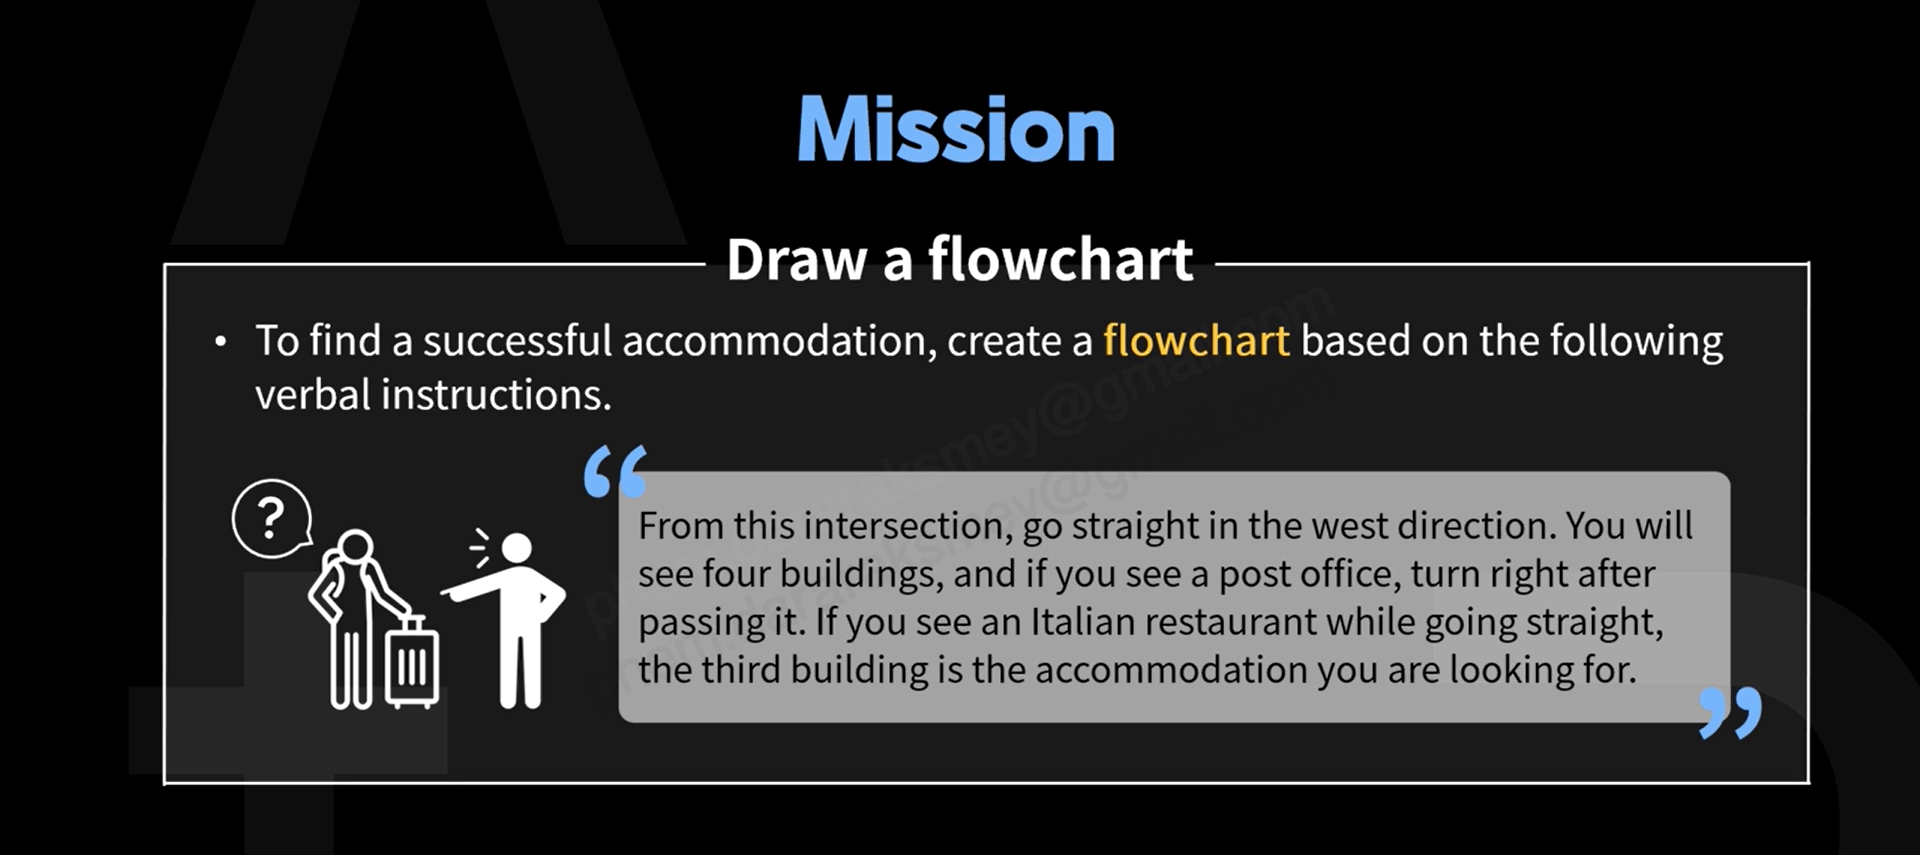 Mission
Draw a flowchart
• To find a successful accommodation, create a flowchart based on the following
verbal instructions.
?
“
From this intersection, go straight in the west direction. You will
see four buildings, and if you see a post office, turn right after
passing it. If you see an Italian restaurant while going straight,
the third building is the accommodation you are looking for.
”